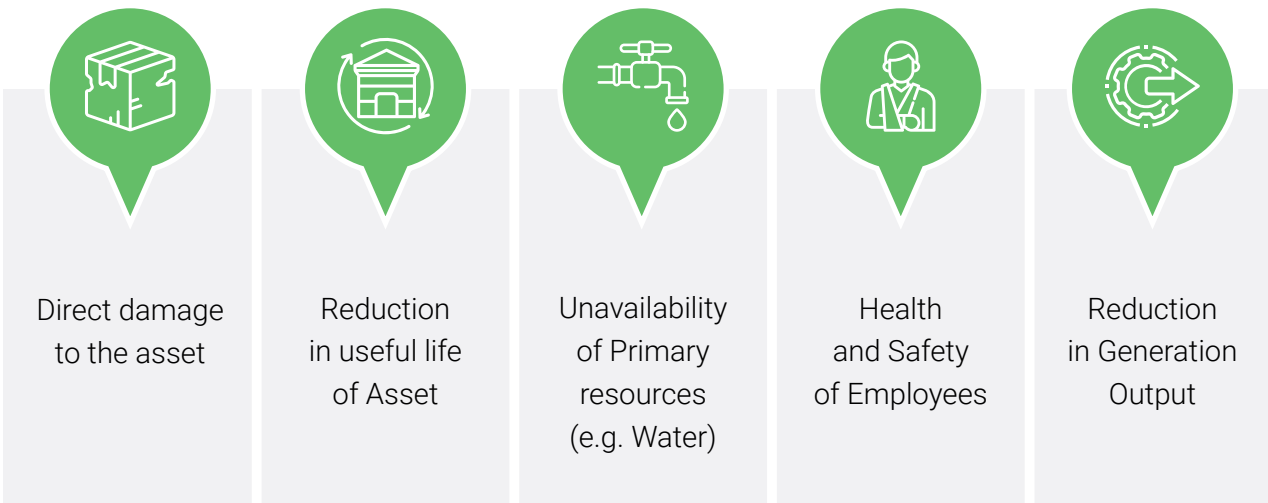 Direct damage
to the asset
Reduction
in useful life
of Asset
Unavailability
of Primary
resources
(e.g. Water)
Health
and Safety
of Employees
Reduction
in Generation
Output